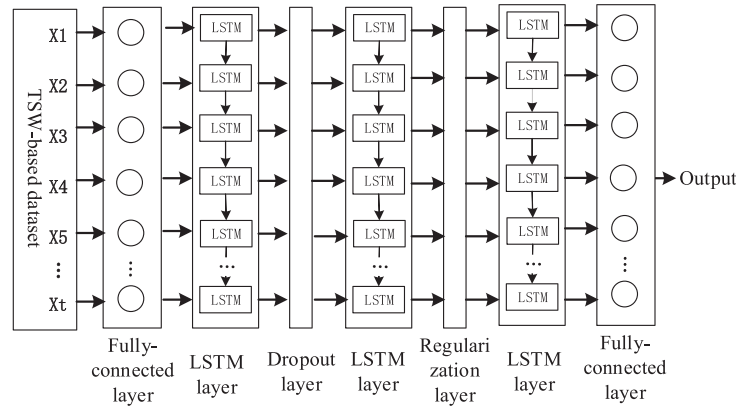 TSW-based dataset
X1
X2
X3
X4
X5
...
Xt
...
LSTM
LSTM
LSTM
LSTM
LSTM
...
LSTM
LSTM
LSTM
LSTM
LSTM
LSTM
...
LSTM
LSTM
LSTM
LSTM
LSTM
LSTM
...
LSTM
...
Output
Fully-
connected
layer
LSTM
layer
Dropout
layer
LSTM
layer
Regulari
zation
layer
LSTM
layer
Fully-
connected
layer